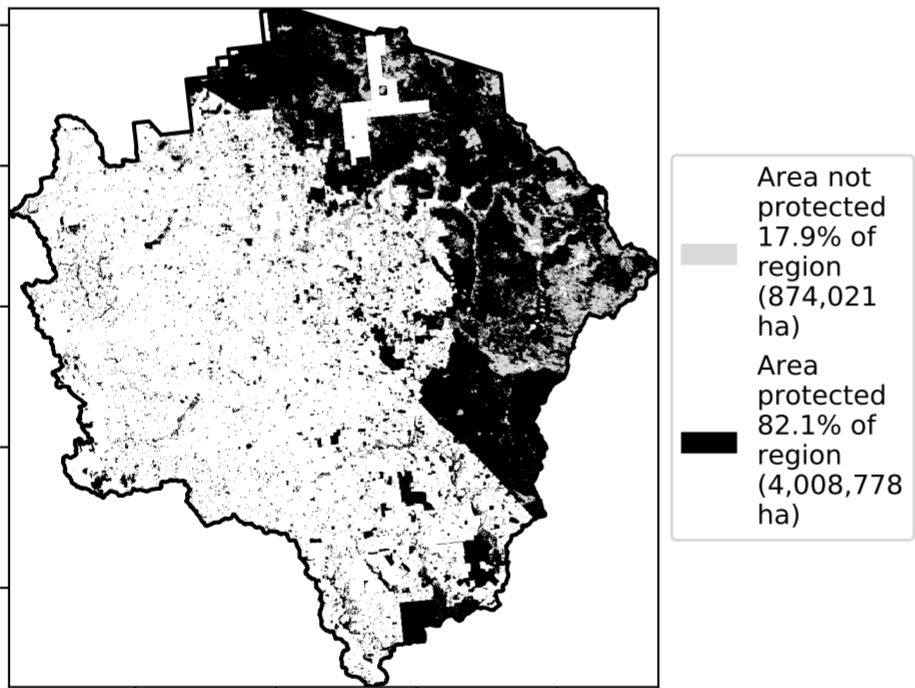 Area not
protected
17.9% of
region
(874,021
ha)
Area
protected
82.1% of
region
(4,008,778
ha)